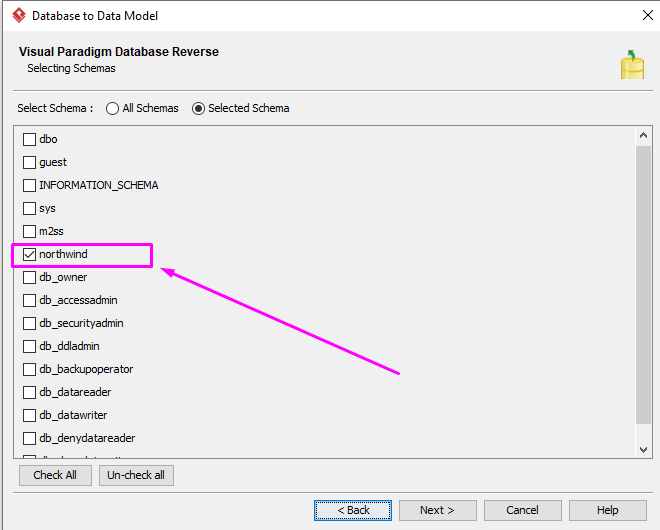 Database to Data Model
Visual Paradigm Database Reverse
Selecting Schemas
Select Schema : All Schemas Selected Schema
dbo
guest
INFORMATION_SCHEMA
sys
m2ss
northwind
db_owner
db_accessadmin
db_securityadmin
db_ddladmin
db_backupoperator
db_datareader
db_datawriter
db_denydatareader
Check All Un-check all
< Back Next > Cancel Help